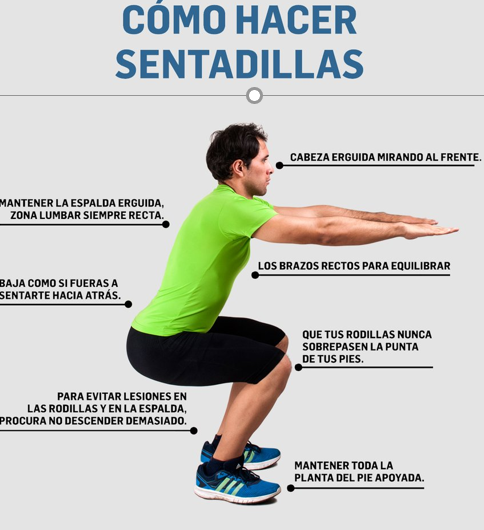 CÓMO HACER
SENTADILLAS
CABEZA ERGUIDA MIRANDO AL FRENTE.
MANTENER LA ESPALDA ERGUIDA,
ZONA LUMBAR SIEMPRE RECTA.
LOS BRAZOS RECTOS PARA EQUILIBRAR
BAJA COMO SI FUERAS A
SENTARTE HACIA ATRÁS.
QUE TUS RODILLAS NUNCA
SOBREPASEN LA PUNTA
DE TUS PIES.
PARA EVITAR LESIONES EN
LAS RODILLAS Y EN LA ESPALDA,
PROCURA NO DESCENDER DEMASIADO.
MANTENER TODA LA
PLANTA DEL PIE APOYADA.